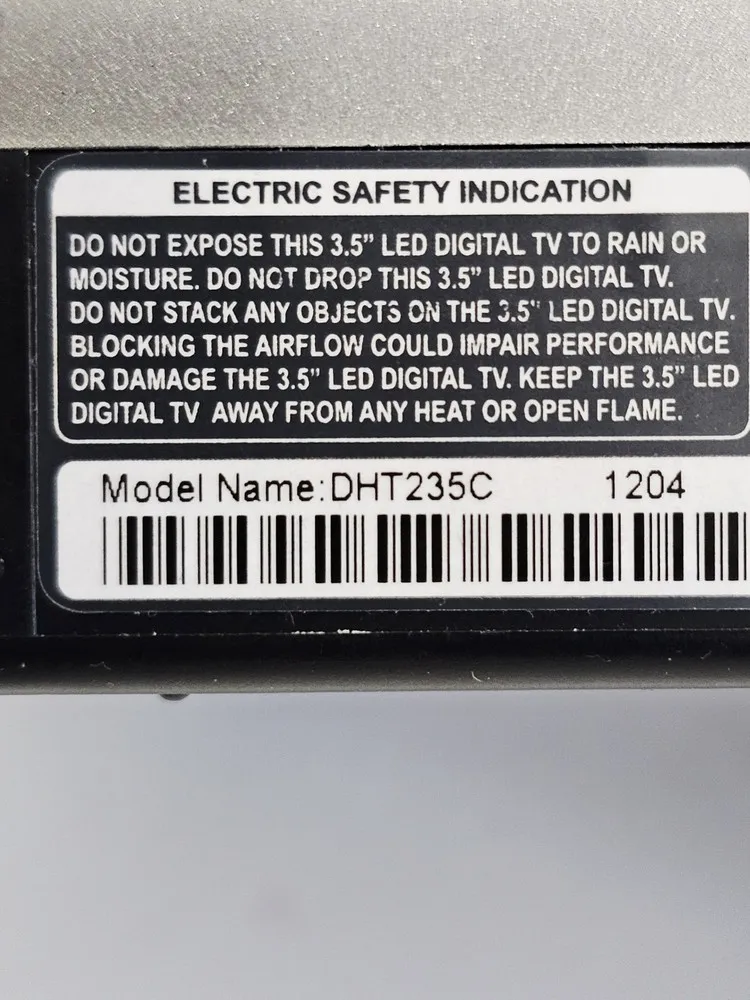 ELECTRIC SAFETY INDICATION
DO NOT EXPOSE THIS 3.5" LED DIGITAL TV TO RAIN OR
MOISTURE. DO NOT DROP THIS 3.5" LED DIGITAL TV.
DO NOT STACK ANY OBJECTS ON THE 3.5" LED DIGITAL TV.
BLOCKING THE AIRFLOW COULD IMPAIR PERFORMANCE
OR DAMAGE THE 3.5" LED DIGITAL TV. KEEP THE 3.5" LED
DIGITAL TV AWAY FROM ANY HEAT OR OPEN FLAME.
Model Name:DHT235C 1204